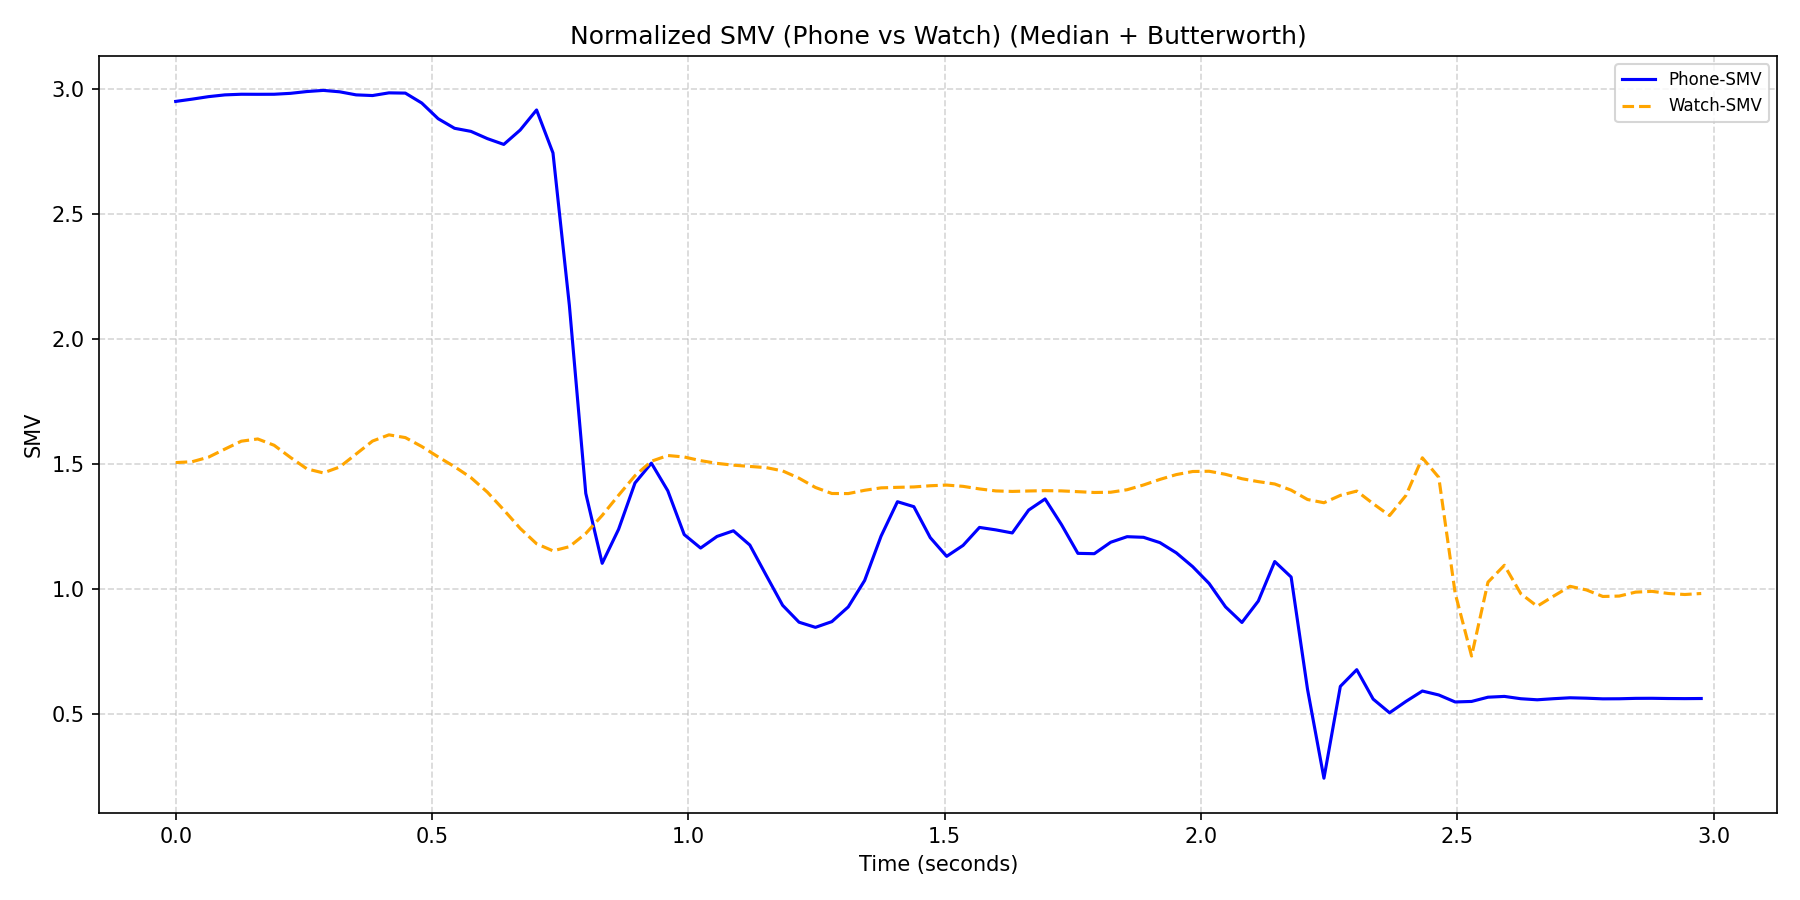 Normalized SMV (Phone vs Watch) (Median + Butterworth)
Phone-SMV
Watch-SMV
SMV
3.0
2.5
2.0
1.5
1.0
0.5
0.0 0.5 1.0 1.5 2.0 2.5 3.0
Time (seconds)